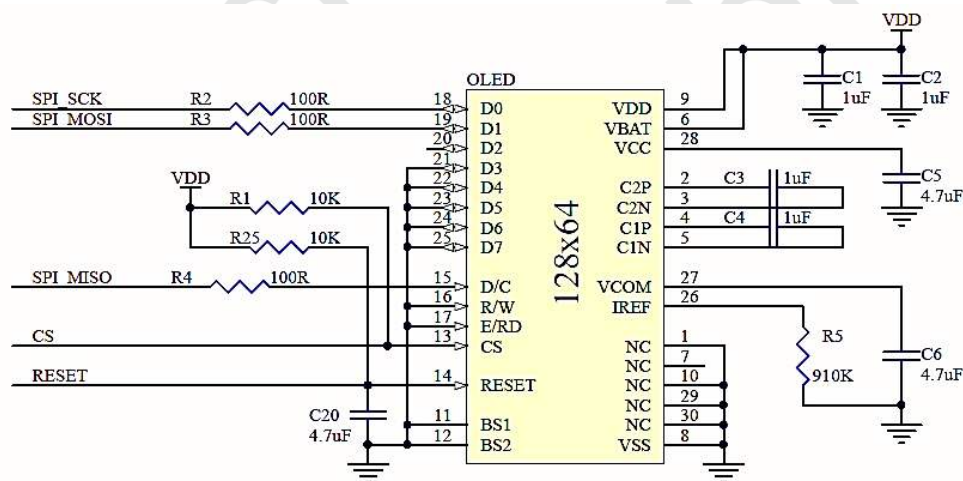 VDD
OLED
C1
1uF
C2
1uF
SPI_SCK R2 100R 18 D0 VDD 9
SPI_MOSI R3 100R 19 D1 VBAT 6
20 D2 VCC 28
21 D3
VDD 22 D4 C2P 2 C3 1uF
R1 10K 23 D5 C2N 3
24 D6 C1P 4 C4 1uF
R25 10K 25 D7 C1N 5
C5
4.7uF
128x64
SPI_MISO R4 100R 15 D/C VCOM 27
16 R/W IREF 26
17 E/RD
CS 13 CS NC 1
NC 7
RESET 14 RESET NC 10
NC 29
C20
4.7uF
11 BS1 NC 30
12 BS2 VSS 8
R5
910K
C6
4.7uF